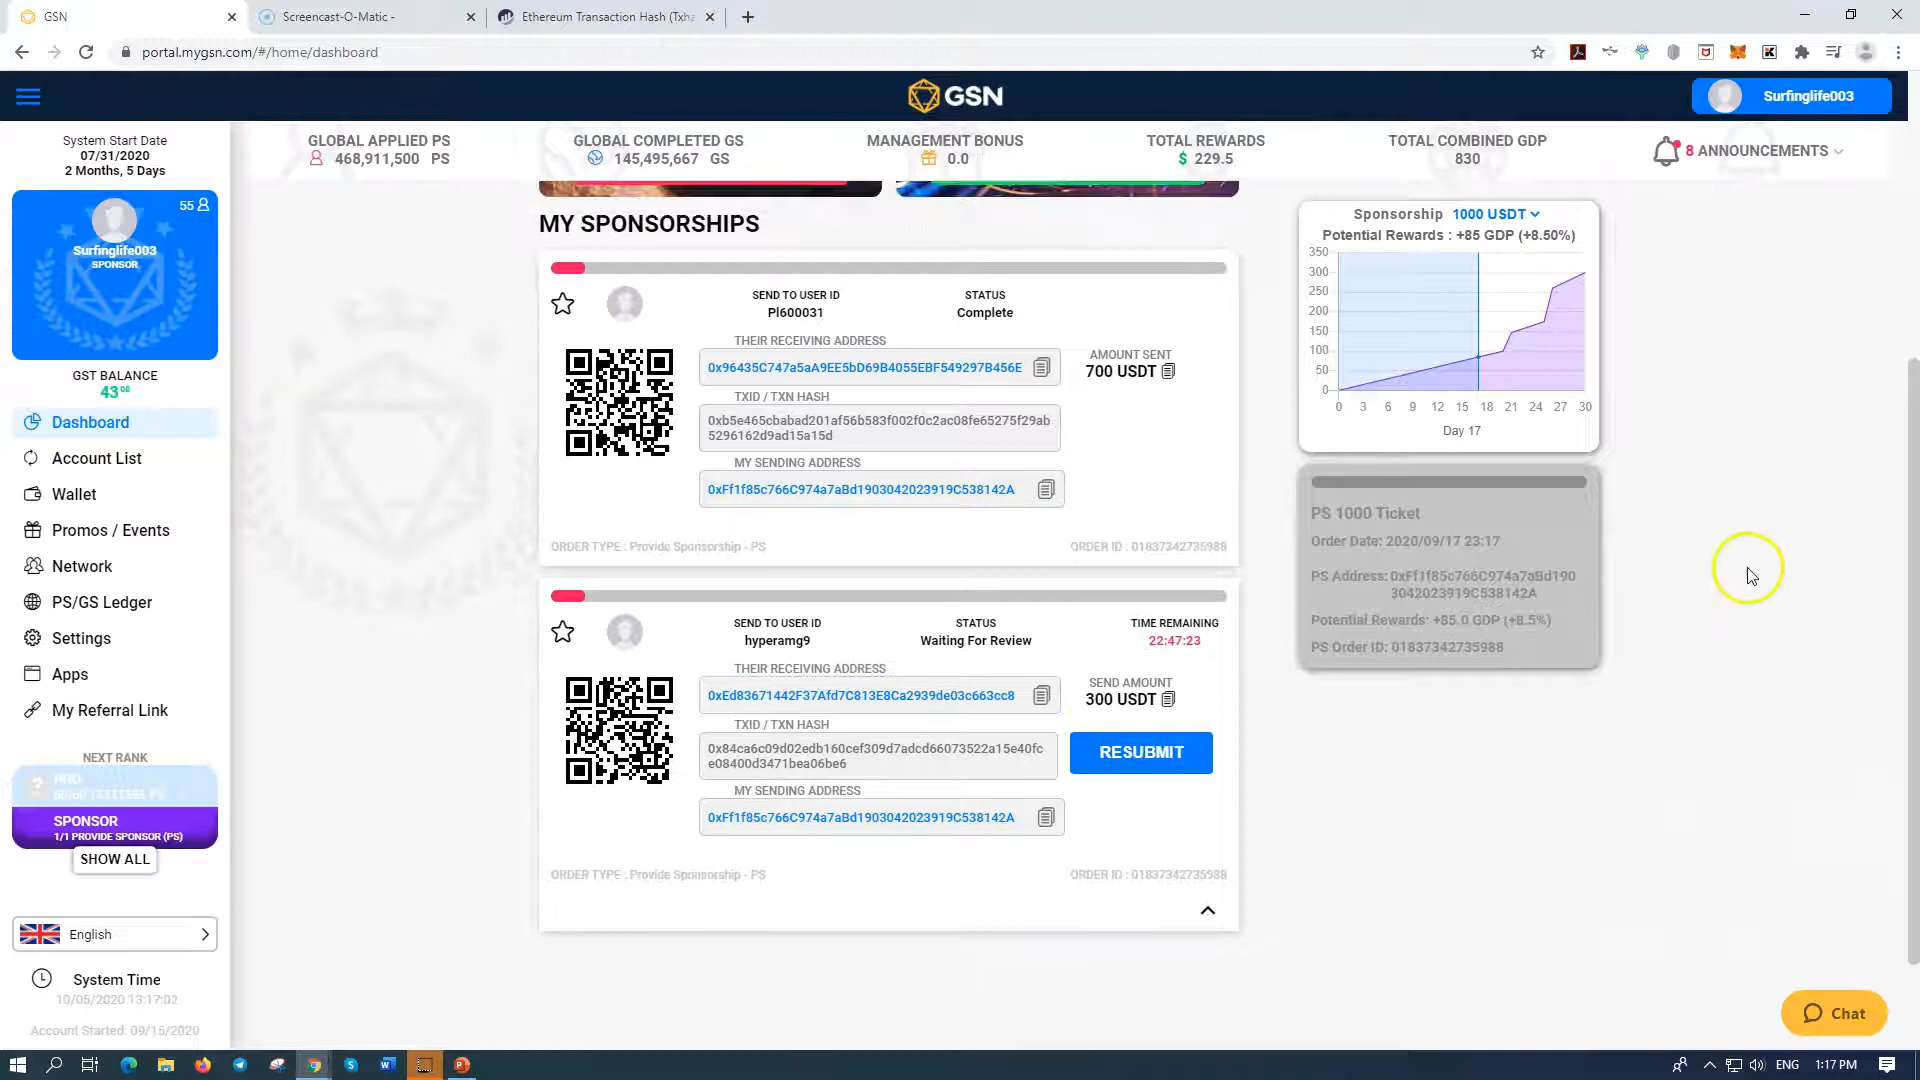 GSN
Screencast-O-Matic -
Ethereum Transaction Hash (Txha
portal.mygsn.com/#/home/dashboard
GSN
Surfinglife003
System Start Date
07/31/2020
2 Months, 5 Days
GLOBAL APPLIED PS
468,911,500 PS
GLOBAL COMPLETED GS
145,495,667 GS
MANAGEMENT BONUS
0.0
TOTAL REWARDS
$ 229.5
TOTAL COMBINED GDP
830
8 ANNOUNCEMENTS
55
Surfinglife003
SPONSOR
GST BALANCE
43⁰⁰
Dashboard
Account List
Wallet
Promos / Events
Network
PS/GS Ledger
Settings
Apps
My Referral Link
NEXT RANK
SPONSOR
1/1 PROVIDE SPONSOR (PS)
SHOW ALL
English
System Time
10/05/2020 13:17:02
Account Started: 09/15/2020
MY SPONSORSHIPS
SEND TO USER ID
Pl600031
STATUS
Complete
THEIR RECEIVING ADDRESS
0x96435C747a5aA9EE5bD69B4055EBF549297B456E
AMOUNT SENT
700 USDT
TXID / TXN HASH
0xb5e465cbabad201af56b583f002f0c2ac08fe65275f29ab
5296162d9ad15a15d
MY SENDING ADDRESS
0xFf1f85c766C974a7aBd1903042023919C538142A
ORDER TYPE : Provide Sponsorship - PS
ORDER ID : 01837342735988
SEND TO USER ID
hyperamg9
STATUS
Waiting For Review
TIME REMAINING
22:47:23
THEIR RECEIVING ADDRESS
0xEd83671442F37Afd7C813E8Ca2939de03c663cc8
SEND AMOUNT
300 USDT
TXID / TXN HASH
0x84ca6c09d02edb160cef309d7adcd66073522a15e40fc
e08400d3471bea06be6
RESUBMIT
MY SENDING ADDRESS
0xFf1f85c766C974a7aBd1903042023919C538142A
ORDER TYPE : Provide Sponsorship - PS
ORDER ID : 01837342735988
Sponsorship 1000 USDT
Potential Rewards : +85 GDP (+8.50%)
350
300
250
200
150
100
50
0
0 3 6 9 12 15 18 21 24 27 30
Day 17
PS 1000 Ticket
Order Date: 2020/09/17 23:17
PS Address: 0xFf1f85c766C974a7aBd190
3042023919C538142A
Potential Rewards: +85.0 GDP (+8.5%)
PS Order ID: 01837342735988
Chat
ENG
1:17 PM